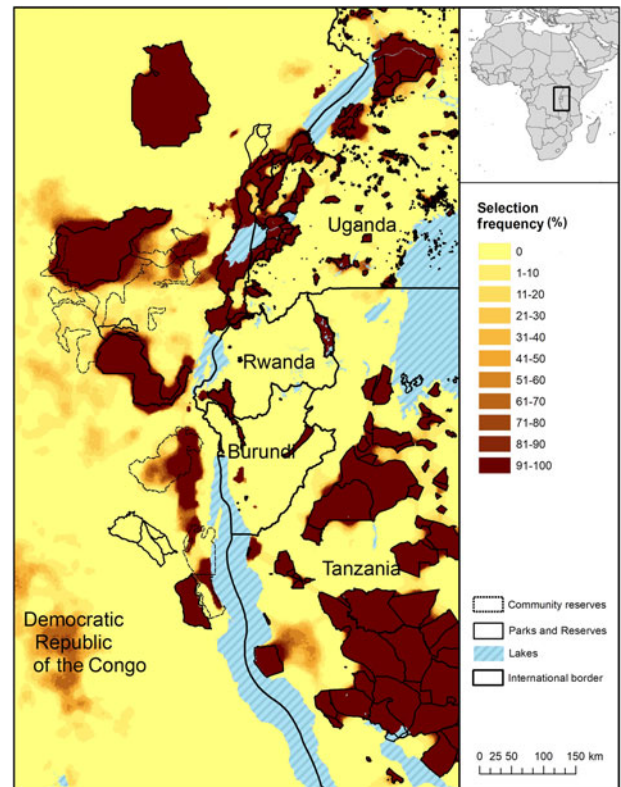 Uganda
Rwanda
Burundi
Tanzania
Democratic
Republic
of the Congo
Selection
frequency (%)
0
1-10
11-20
21-30
31-40
41-50
51-60
61-70
71-80
81-90
91-100
Community reserves
Parks and Reserves
Lakes
International border
0 25 50 100 150 km